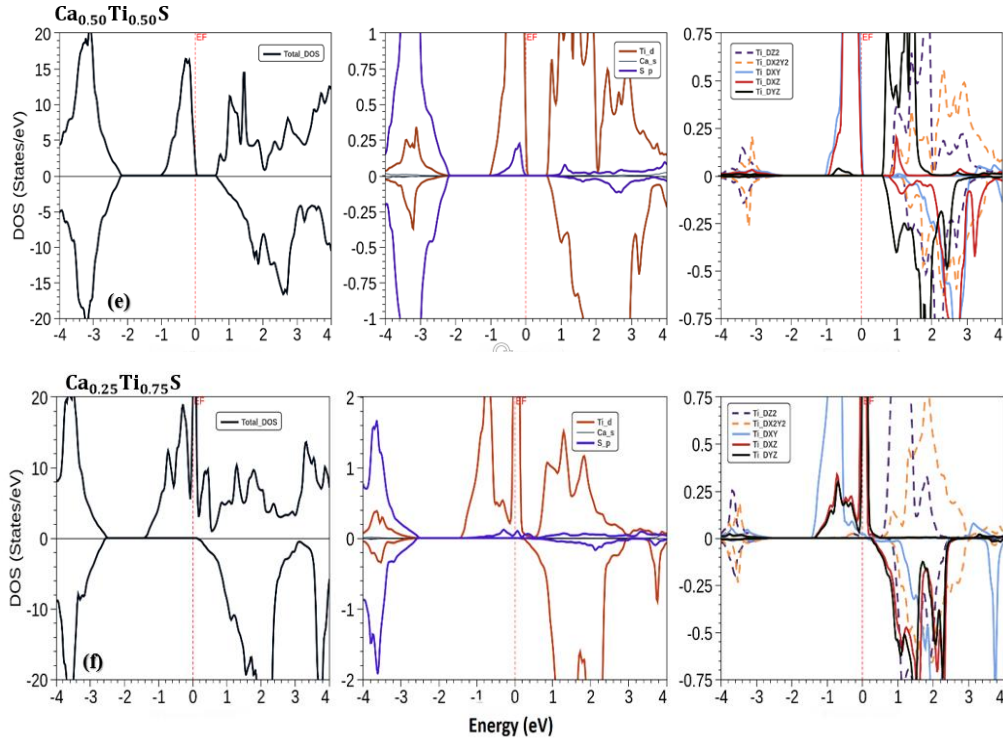 Ca0.50Ti0.50S
DOS (States/eV)
20
15
10
5
0
-5
-10
-15
-20
EF
Total_DOS
(e)
-4 -3 -2 -1 0 1 2 3 4
1
0.75
0.5
0.25
0
-0.25
-0.5
-0.75
-1
EF
Ti_d
Ca_s
S_p
-4 -3 -2 -1 0 1 2 3 4
0.75
0.5
0.25
0
-0.25
-0.5
-0.75
EF
Ti_DZ2
Ti_DX2Y2
Ti_DXY
Ti_DXZ
Ti_DYZ
-4 -3 -2 -1 0 1 2 3 4
Ca0.25Ti0.75S
DOS (States/eV)
20
10
0
-10
-20
EF
Total_DOS
(f)
-4 -3 -2 -1 0 1 2 3 4
2
1
0
-1
-2
EF
Ti_d
Ca_s
S_p
-4 -3 -2 -1 0 1 2 3 4
0.75
0.5
0.25
0
-0.25
-0.5
-0.75
EF
Ti_DZ2
Ti_DX2Y2
Ti_DXY
Ti_DXZ
Ti_DYZ
-4 -3 -2 -1 0 1 2 3 4
Energy (eV)